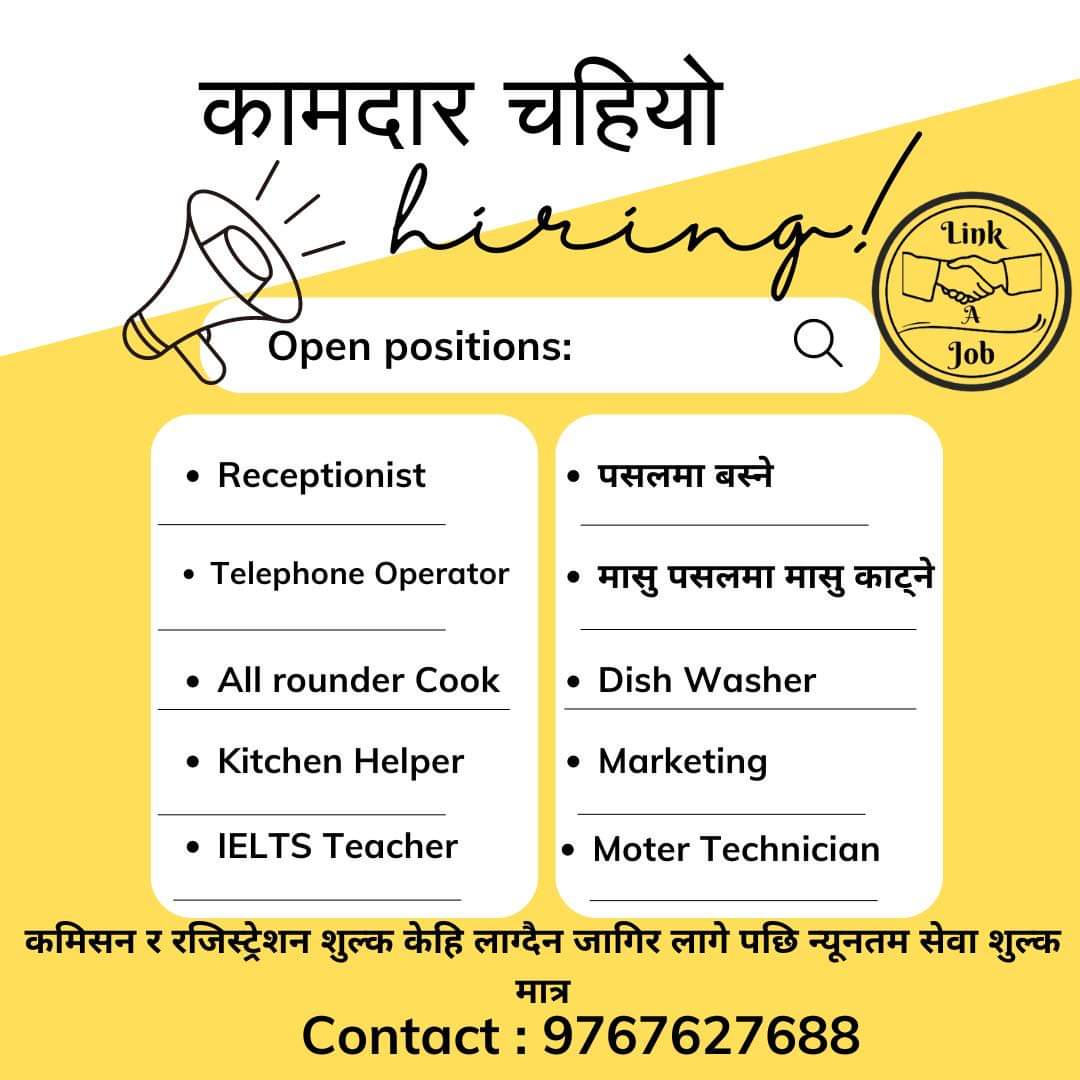 कामदार चहियो
hiring!
Link
A
Job
Open positions:
• Receptionist
• Telephone Operator
• All rounder Cook
• Kitchen Helper
• IELTS Teacher
• पसलमा बस्ने
• मासु पसलमा मासु काट्ने
• Dish Washer
• Marketing
• Moter Technician
कमिसन र रजिस्ट्रेशन शुल्क केहि लाग्दैन जागिर लागे पछि न्यूनतम सेवा शुल्क
मात्र
Contact : 9767627688